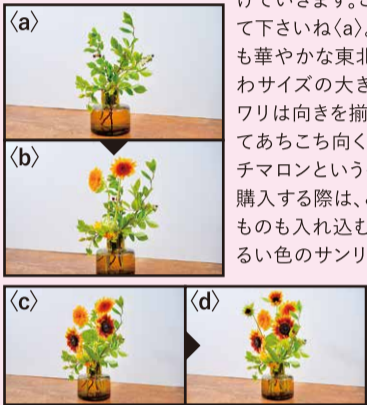 けていきます。こ
て下さいね〈a〉。
も華やかな東北
わサイズの大き
ワリは向きを揃
てあちこち向く
チマロンという
購入する際は、
ものも入れ込む
るい色のサンリ
〈a〉
〈b〉
〈c〉
〈d〉